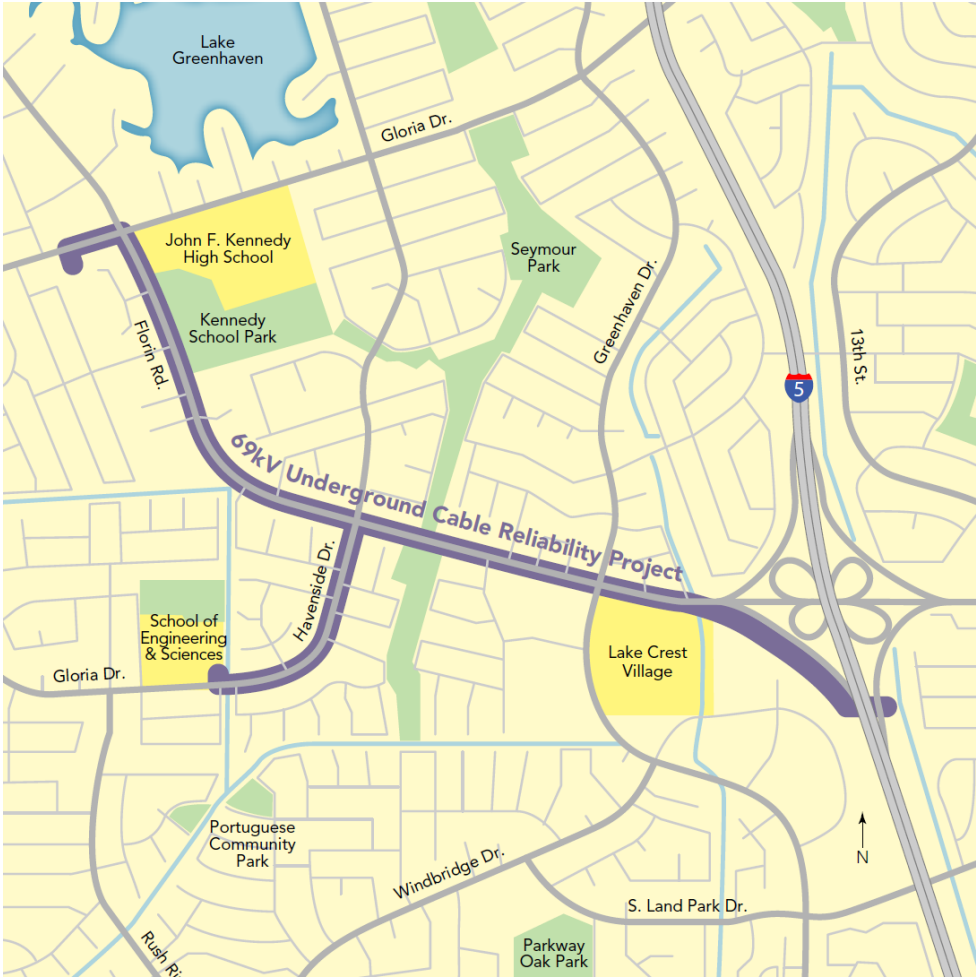 Lake
Greenhaven
Gloria Dr.
John F. Kennedy
High School
Seymour
Park
Kennedy
School Park
Florin Rd.
Greenhaven Dr.
13th St.
5
69kV Underground Cable Reliability Project
Havenside Dr.
School of
Engineering
& Sciences
Gloria Dr.
Lake Crest
Village
Portuguese
Community
Park
N
Windbridge Dr.
S. Land Park Dr.
Rush Ri
Parkway
Oak Park